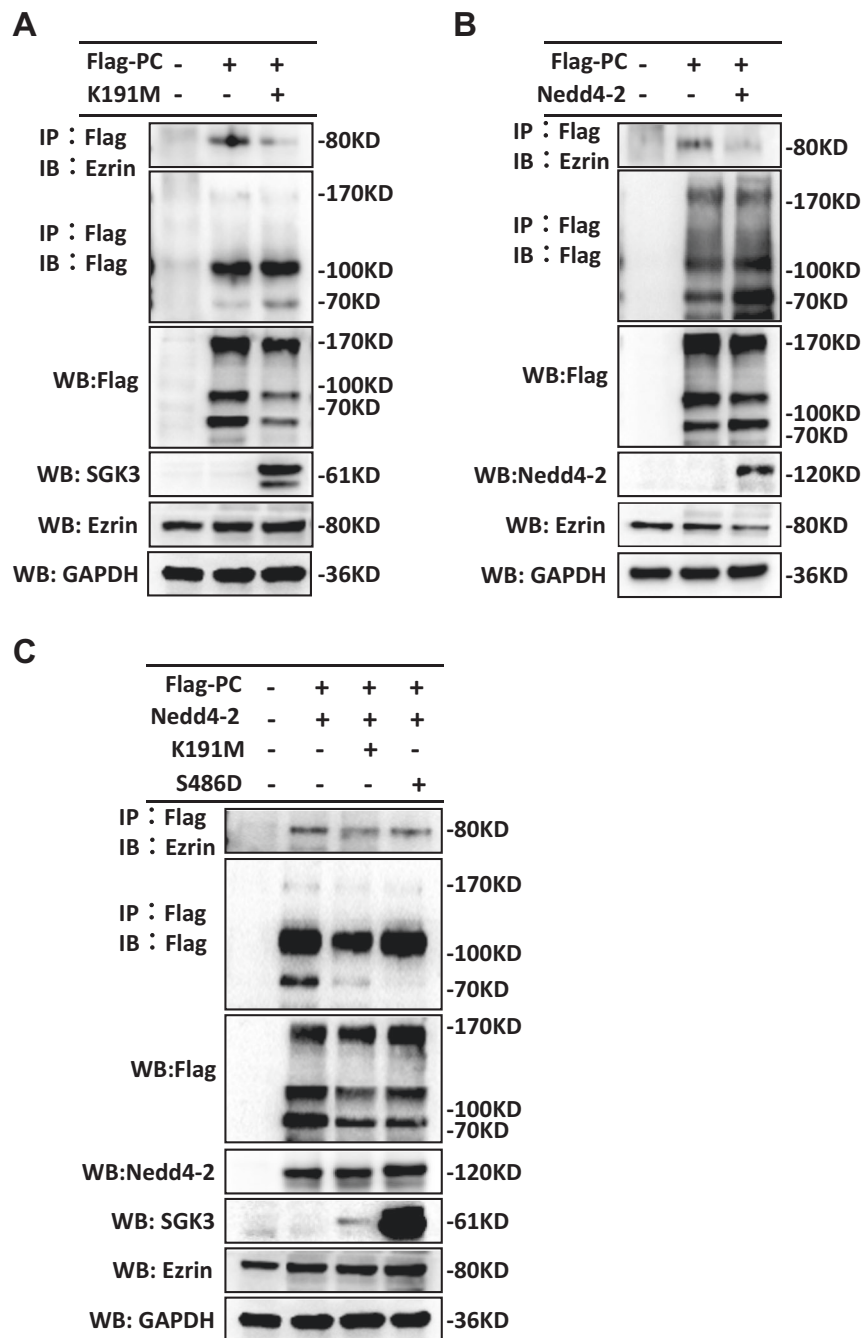 A
Flag-PC - + +
K191M - - +
IP : Flag
IB : Ezrin
-80KD
-170KD
IP : Flag
IB : Flag
-100KD
-70KD
WB:Flag
-170KD
-100KD
-70KD
WB: SGK3 -61KD
WB: Ezrin -80KD
WB: GAPDH -36KD
B
Flag-PC - + +
Nedd4-2 - - +
IP : Flag
IB : Ezrin
-80KD
-170KD
IP : Flag
IB : Flag
-100KD
-70KD
-170KD
WB:Flag
-100KD
-70KD
WB:Nedd4-2 -120KD
WB: Ezrin -80KD
WB: GAPDH -36KD
C
Flag-PC - + + +
Nedd4-2 - + + +
K191M - - + -
S486D - - - +
IP : Flag
IB : Ezrin
-80KD
-170KD
IP : Flag
IB : Flag
-100KD
-70KD
-170KD
WB:Flag
-100KD
-70KD
WB:Nedd4-2 -120KD
WB: SGK3 -61KD
WB: Ezrin -80KD
WB: GAPDH -36KD